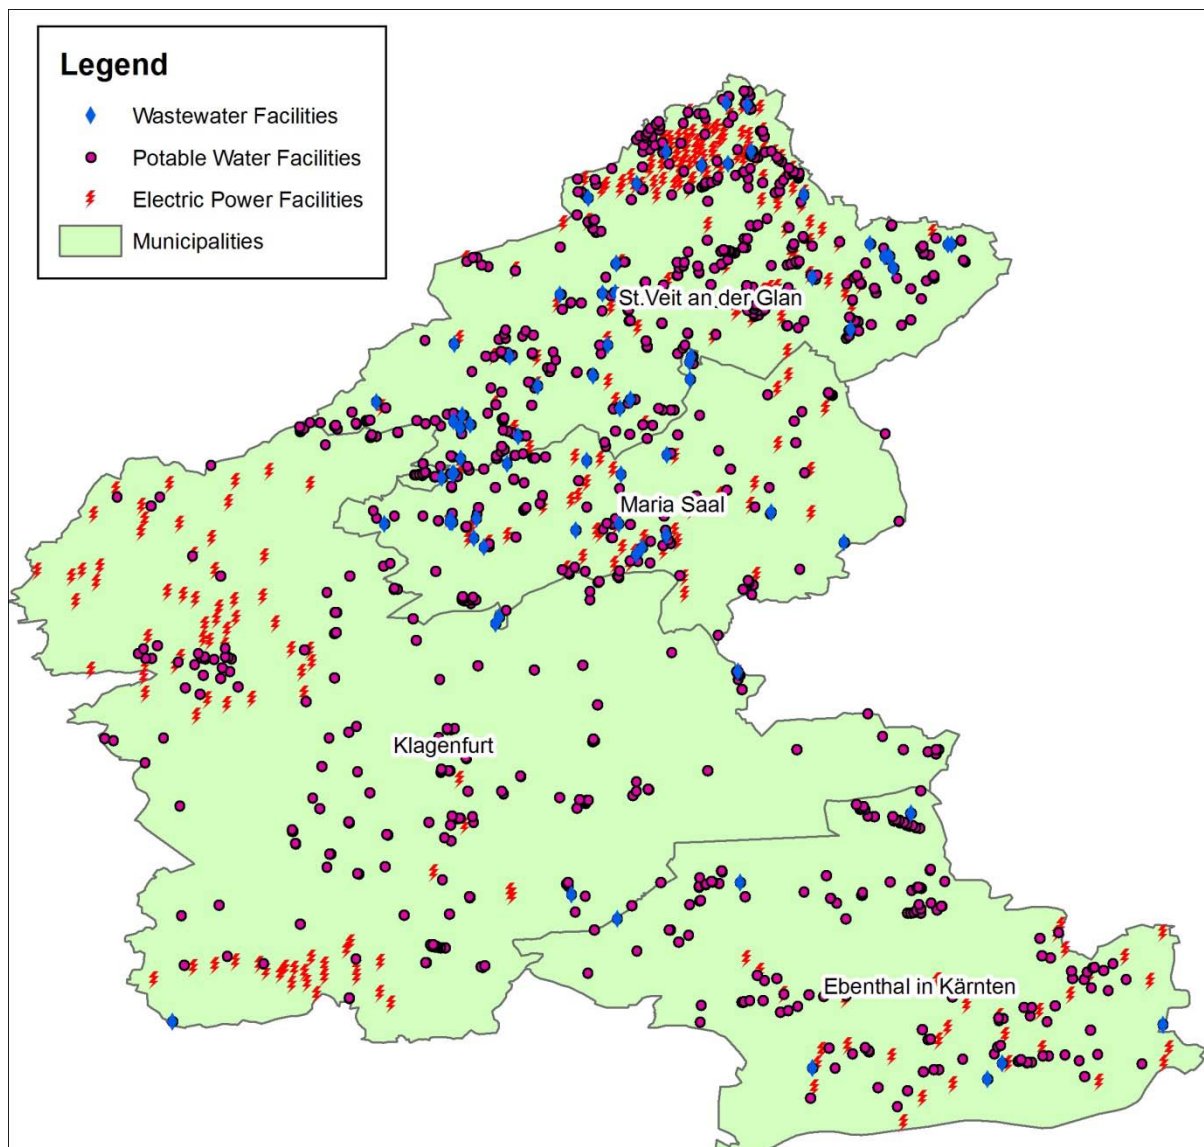 Legend
Wastewater Facilities
Potable Water Facilities
Electric Power Facilities
Municipalities
St.Veit an der Glan
Maria Saal
Klagenfurt
Ebenthal in Kärnten